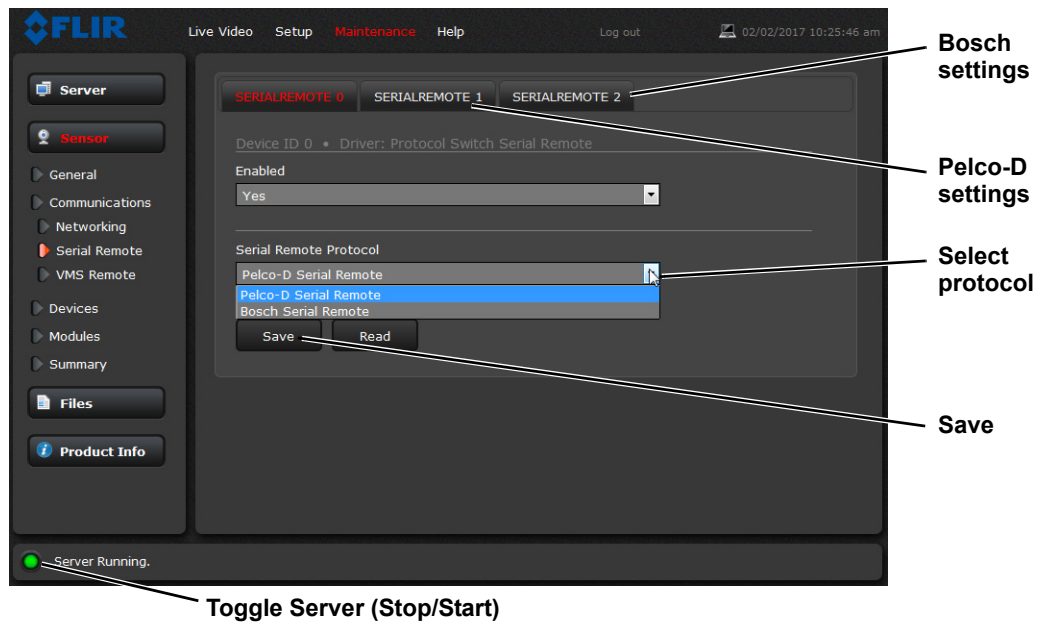 FLIR
Live Video Setup Maintenance Help Log out 02/02/2017 10:25:46 am
Bosch
settings
Server
SERIALREMOTE 0 SERIALREMOTE 1 SERIALREMOTE 2
Sensor
Device ID 0 • Driver: Protocol Switch Serial Remote
Enabled
Yes
Pelco-D
settings
General
Communications
Networking
Serial Remote
VMS Remote
Devices
Modules
Summary
Serial Remote Protocol
Pelco-D Serial Remote
Pelco-D Serial Remote
Bosch Serial Remote
Save Read
Select
protocol
Files
Save
Product Info
Server Running.
Toggle Server (Stop/Start)